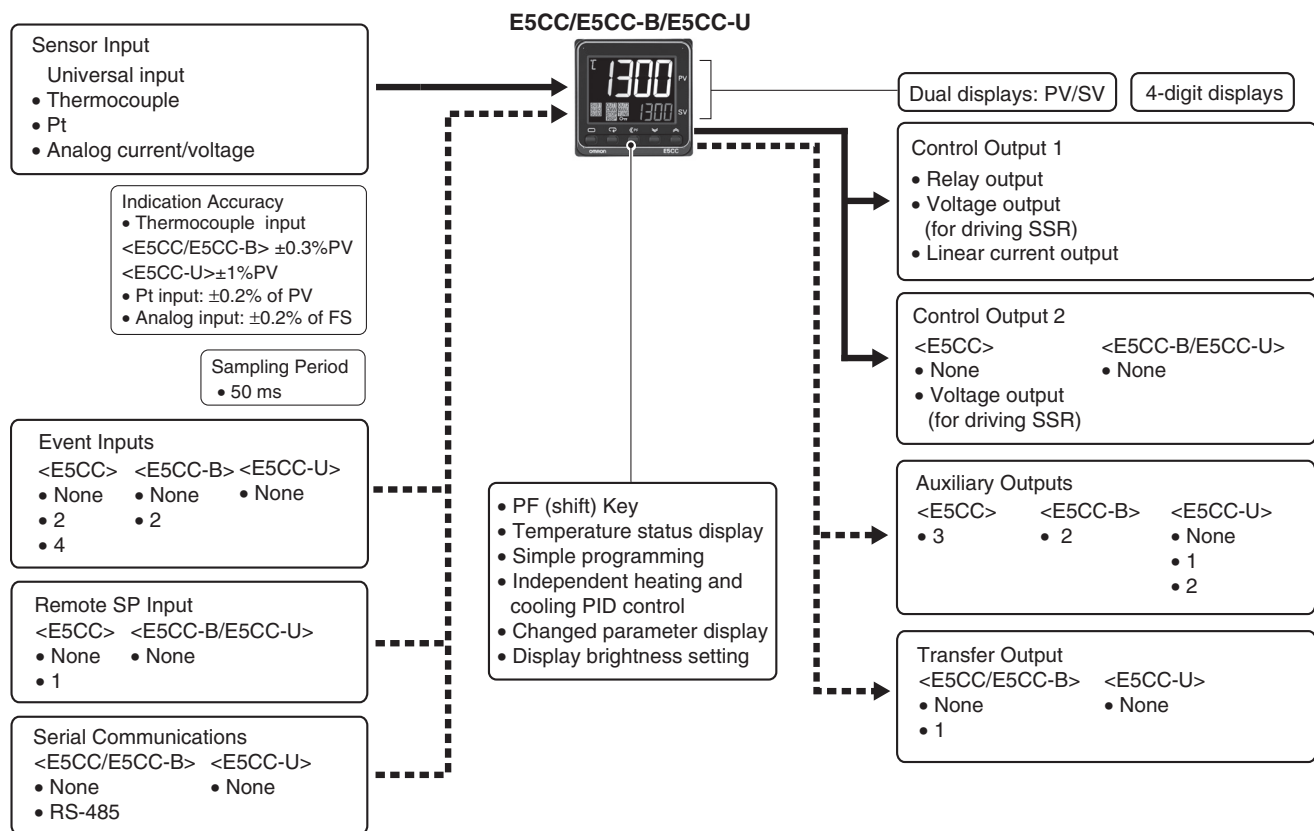 E5CC/E5CC-B/E5CC-U
Sensor Input
Universal input
• Thermocouple
• Pt
• Analog current/voltage
Indication Accuracy
• Thermocouple input
<E5CC/E5CC-B> ±0.3%PV
<E5CC-U>±1%PV
• Pt input: ±0.2% of PV
• Analog input: ±0.2% of FS
Sampling Period
• 50 ms
Event Inputs
<E5CC> <E5CC-B> <E5CC-U>
• None • None • None
• 2 • 2
• 4
Remote SP Input
<E5CC> <E5CC-B/E5CC-U>
• None • None
• 1
Serial Communications
<E5CC/E5CC-B> <E5CC-U>
• None • None
• RS-485
1300
PV
1300
SV
PF
omron E5CC
• PF (shift) Key
• Temperature status display
• Simple programming
• Independent heating and
cooling PID control
• Changed parameter display
• Display brightness setting
Dual displays: PV/SV
4-digit displays
Control Output 1
• Relay output
• Voltage output
(for driving SSR)
• Linear current output
Control Output 2
<E5CC> <E5CC-B/E5CC-U>
• None • None
• Voltage output
(for driving SSR)
Auxiliary Outputs
<E5CC> <E5CC-B> <E5CC-U>
• 3 • 2 • None
• 1
• 2
Transfer Output
<E5CC/E5CC-B> <E5CC-U>
• None • None
• 1